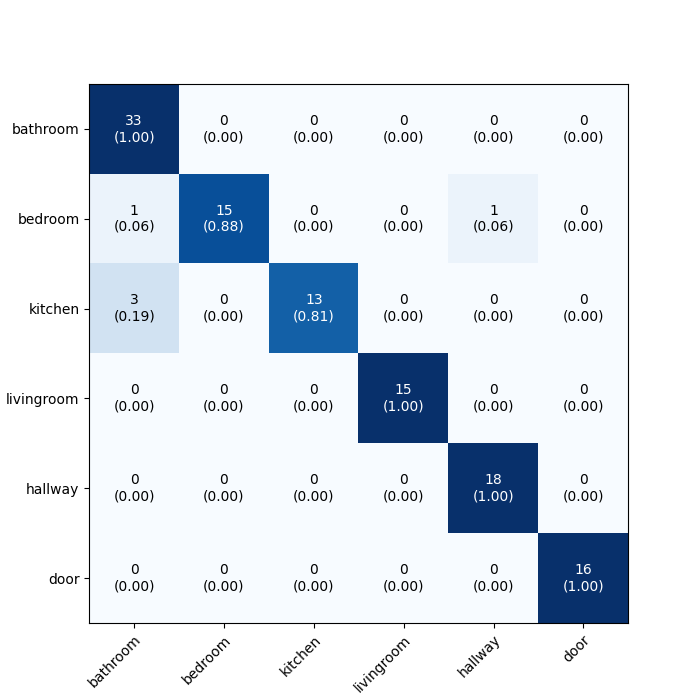 bathroom
33 0 0 0 0 0
(1.00) (0.00) (0.00) (0.00) (0.00) (0.00)
bedroom
1 15 0 0 1 0
(0.06) (0.88) (0.00) (0.00) (0.06) (0.00)
kitchen
3 0 13 0 0 0
(0.19) (0.00) (0.81) (0.00) (0.00) (0.00)
livingroom
0 0 0 15 0 0
(0.00) (0.00) (0.00) (1.00) (0.00) (0.00)
hallway
0 0 0 0 18 0
(0.00) (0.00) (0.00) (0.00) (1.00) (0.00)
door
0 0 0 0 0 16
(0.00) (0.00) (0.00) (0.00) (0.00) (1.00)
bathroom bedroom kitchen livingroom hallway door